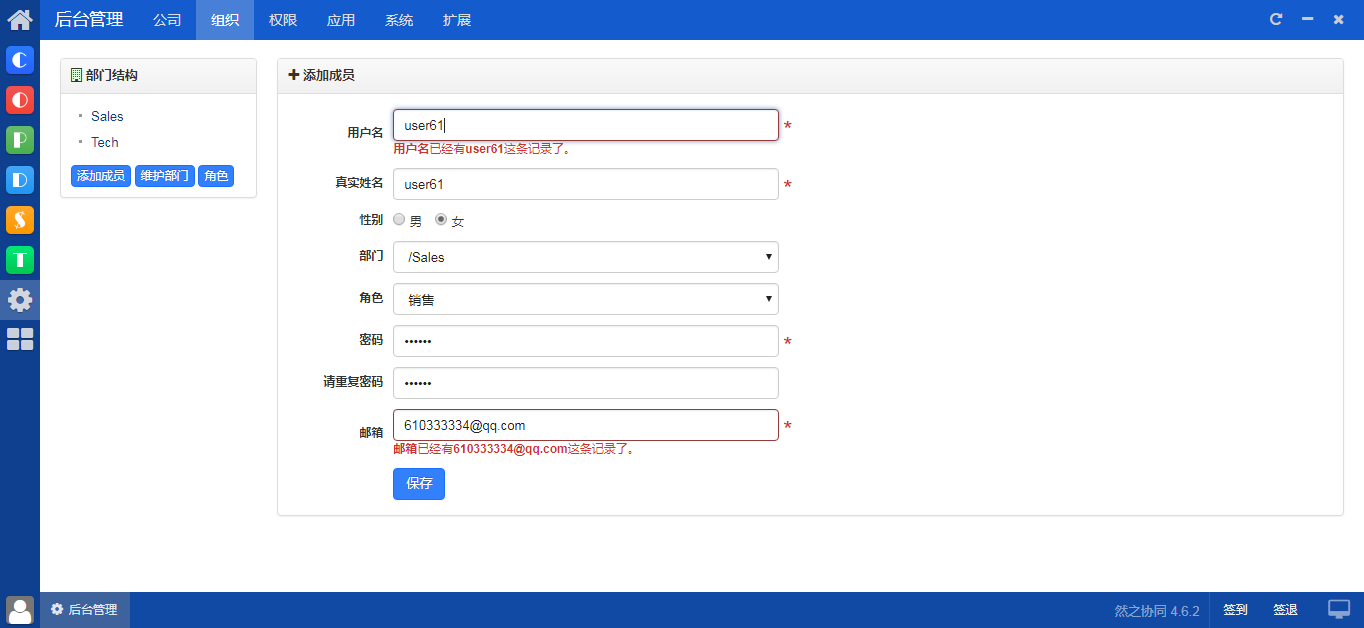 后台管理 公司 组织 权限 应用 系统 扩展
部门结构
Sales
Tech
添加成员 维护部门 角色
添加成员
用户名 user61 *
用户名已经有user61这条记录了。
真实姓名 user61 *
性别 男 女
部门 /Sales
角色 销售
密码 •••••• *
请重复密码 ••••••
邮箱 610333334@qq.com *
邮箱已经有610333334@qq.com这条记录了。
保存
后台管理 然之协同 4.6.2 签到 签退